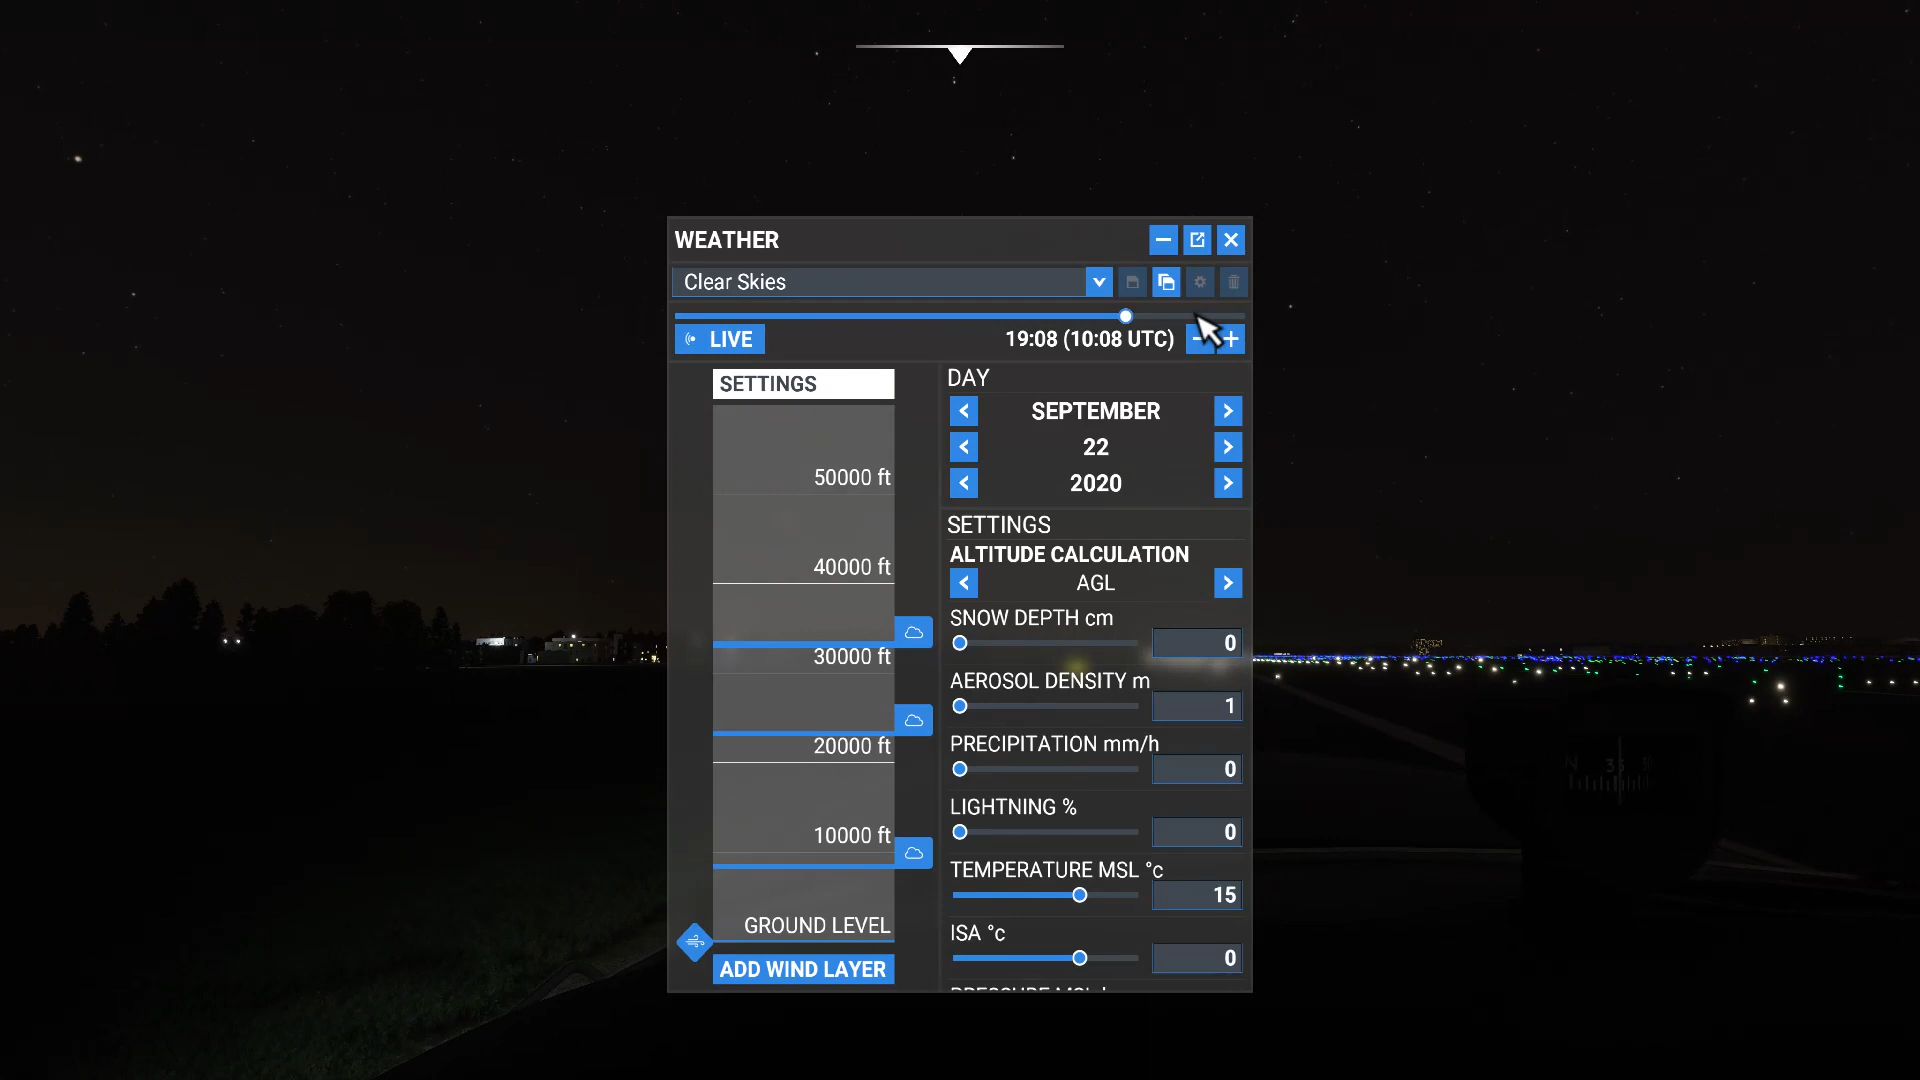 WEATHER
Clear Skies
LIVE
19:08 (10:08 UTC)
SETTINGS
50000 ft
40000 ft
30000 ft
20000 ft
10000 ft
GROUND LEVEL
ADD WIND LAYER
DAY
SEPTEMBER
22
2020
SETTINGS
ALTITUDE CALCULATION
AGL
SNOW DEPTH cm
0
AEROSOL DENSITY m
1
PRECIPITATION mm/h
0
LIGHTNING %
0
TEMPERATURE MSL °c
15
ISA °c
0
N 33